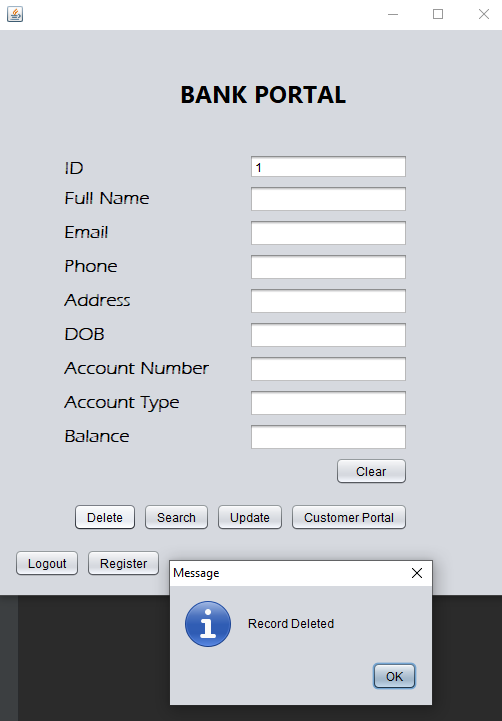 BANK PORTAL
ID 1
Full Name
Email
Phone
Address
DOB
Account Number
Account Type
Balance
Clear
Delete Search Update Customer Portal
Logout Register
Message
Record Deleted
OK